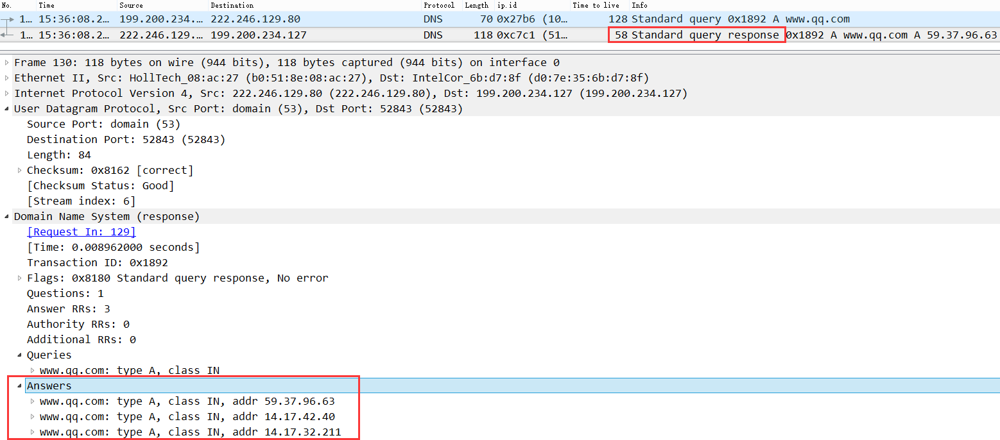 No. Time Source Destination Protocol Length ip.id Time to live Info
1… 15:36:08.2… 199.200.234.… 222.246.129.80 DNS 70 0x27b6 (10… 128 Standard query 0x1892 A www.qq.com
1… 15:36:08.2… 222.246.129.… 199.200.234.127 DNS 118 0xc7c1 (51… 58 Standard query response 0x1892 A www.qq.com A 59.37.96.63
Frame 130: 118 bytes on wire (944 bits), 118 bytes captured (944 bits) on interface 0
Ethernet II, Src: HollTech_08:ac:27 (b0:51:8e:08:ac:27), Dst: IntelCor_6b:d7:8f (d0:7e:35:6b:d7:8f)
Internet Protocol Version 4, Src: 222.246.129.80 (222.246.129.80), Dst: 199.200.234.127 (199.200.234.127)
User Datagram Protocol, Src Port: domain (53), Dst Port: 52843 (52843)
Source Port: domain (53)
Destination Port: 52843 (52843)
Length: 84
Checksum: 0x8162 [correct]
[Checksum Status: Good]
[Stream index: 6]
Domain Name System (response)
[Request In: 129]
[Time: 0.008962000 seconds]
Transaction ID: 0x1892
Flags: 0x8180 Standard query response, No error
Questions: 1
Answer RRs: 3
Authority RRs: 0
Additional RRs: 0
Queries
www.qq.com: type A, class IN
Answers
www.qq.com: type A, class IN, addr 59.37.96.63
www.qq.com: type A, class IN, addr 14.17.42.40
www.qq.com: type A, class IN, addr 14.17.32.211